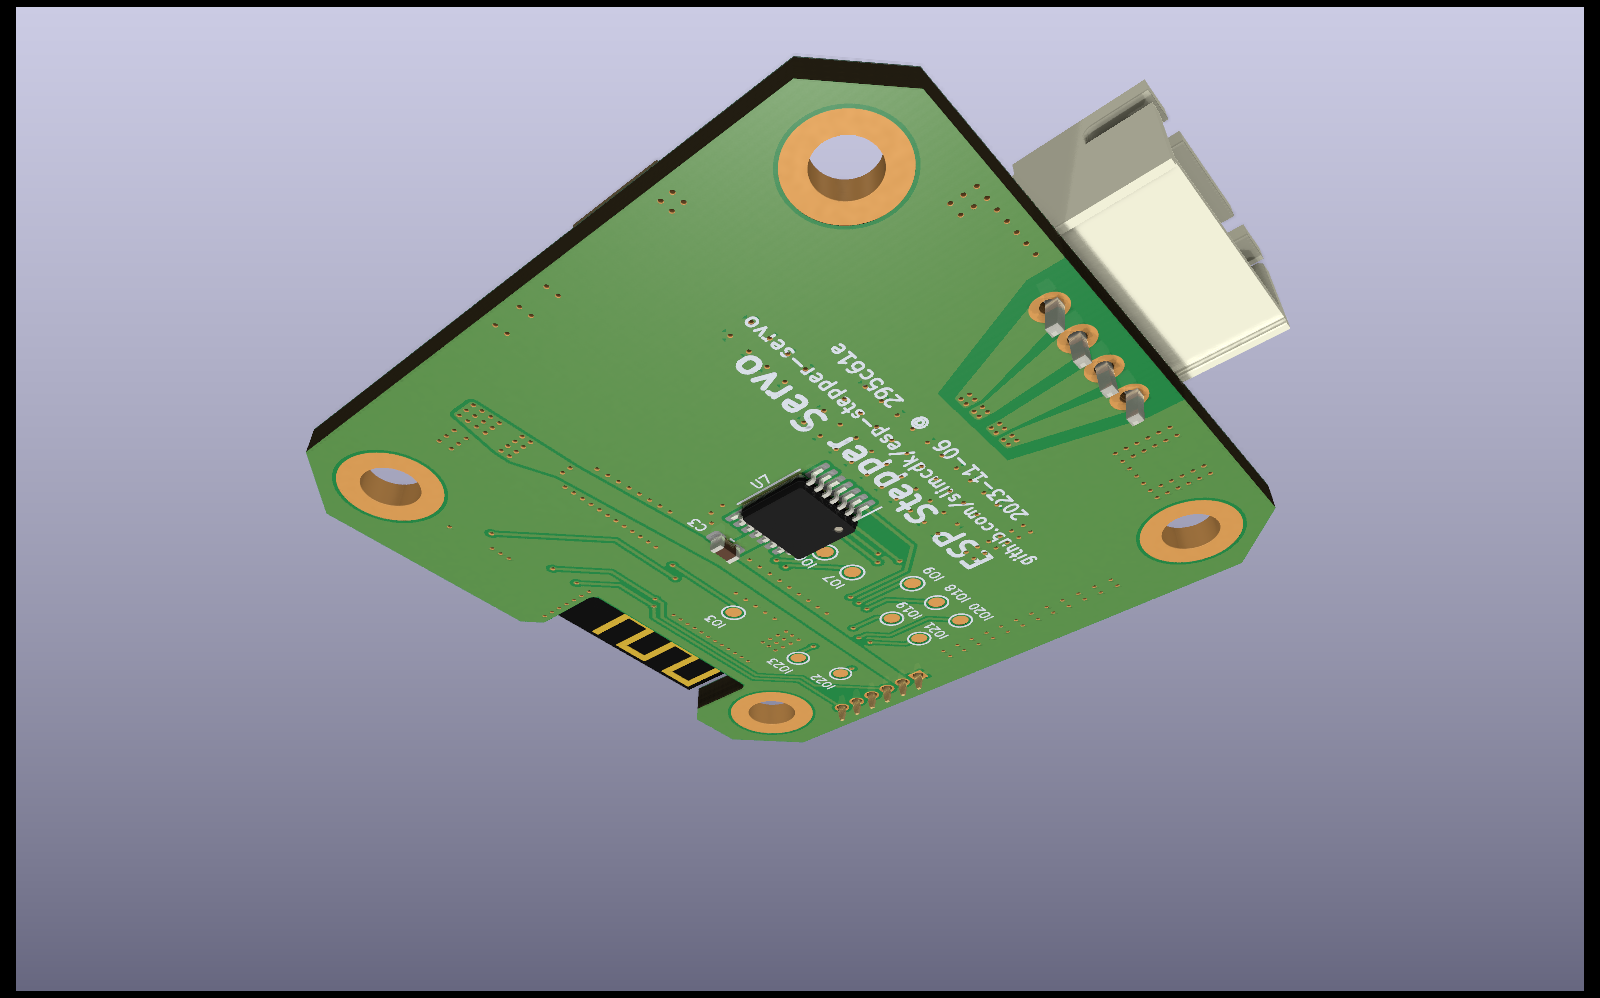 ESP Stepper Servo
github.com/slimcdk/esp-stepper-servo
2023-11-06
295c61e
U7
C3
IO7
IO9
IO18
IO19
IO20
IO21
IO3
IO23
IO22